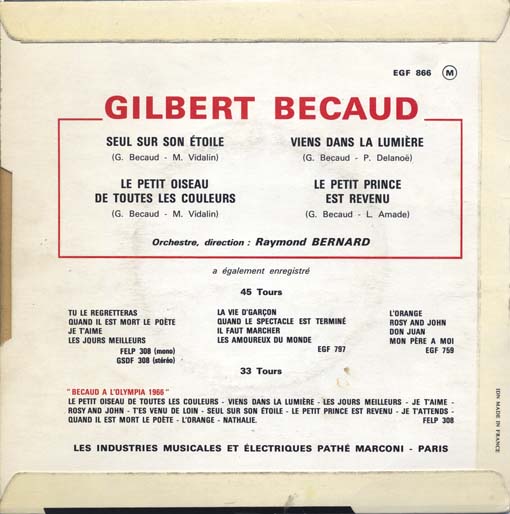 EGF 866 M
GILBERT BECAUD
SEUL SUR SON ÉTOILE
(G. Becaud - M. Vidalin)
VIENS DANS LA LUMIÈRE
(G. Becaud - P. Delanoë)
LE PETIT OISEAU
DE TOUTES LES COULEURS
(G. Becaud - M. Vidalin)
LE PETIT PRINCE
EST REVENU
(G. Becaud - L. Amade)
Orchestre, direction : Raymond BERNARD
a également enregistré
45 Tours
TU LE REGRETTERAS
QUAND IL EST MORT LE POÈTE
JE T'AIME
LES JOURS MEILLEURS
FELP 308 (mono)
GSDF 308 (stéréo)
LA VIE D'GARÇON
QUAND LE SPECTACLE EST TERMINÉ
IL FAUT MARCHER
LES AMOUREUX DU MONDE
EGF 797
L'ORANGE
ROSY AND JOHN
DON JUAN
MON PÈRE A MOI
EGF 759
33 Tours
"BECAUD A L'OLYMPIA 1966"
LE PETIT OISEAU DE TOUTES LES COULEURS - VIENS DANS LA LUMIÈRE - LES JOURS MEILLEURS - JE T'AIME -
ROSY AND JOHN - T'ES VENU DE LOIN - SEUL SUR SON ÉTOILE - LE PETIT PRINCE EST REVENU - JE T'ATTENDS -
QUAND IL EST MORT LE POÈTE - L'ORANGE - NATHALIE. FELP 308
LES INDUSTRIES MUSICALES ET ÉLECTRIQUES PATHÉ MARCONI - PARIS
IDN MADE IN FRANCE